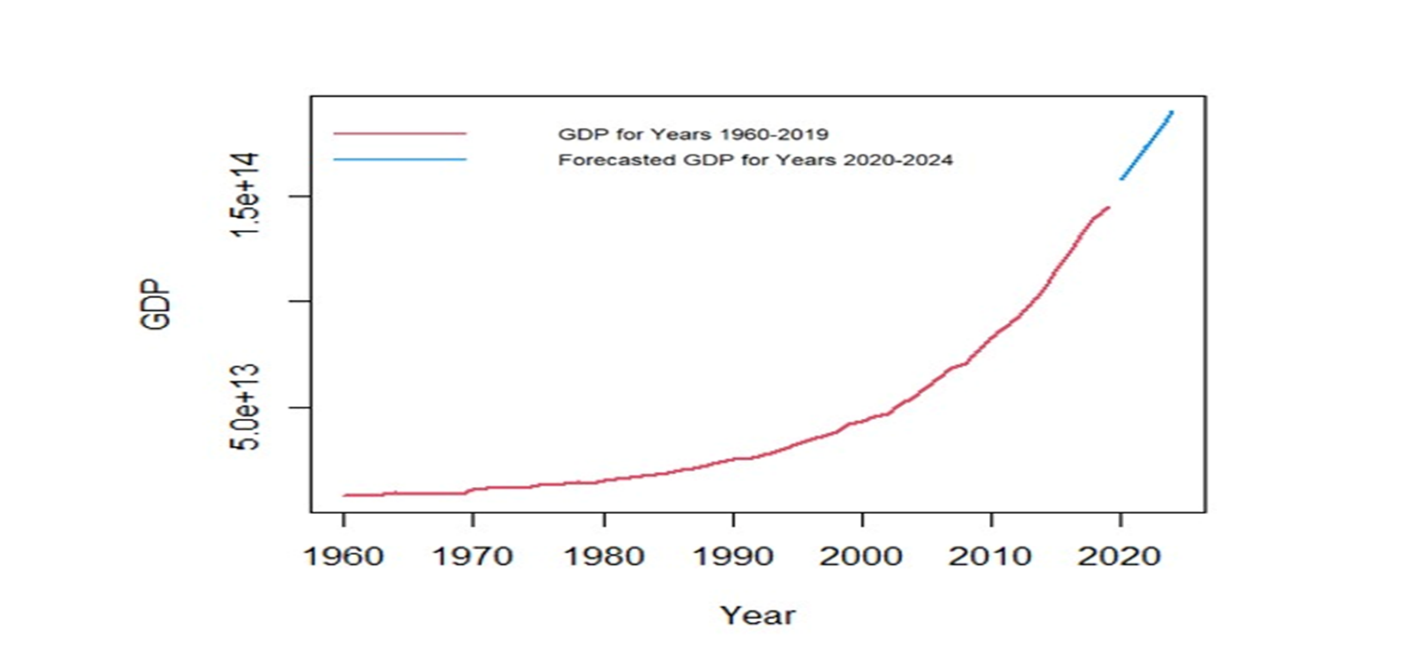 GDP for Years 1960-2019
Forecasted GDP for Years 2020-2024
1.5e+14
5.0e+13
GDP
1960 1970 1980 1990 2000 2010 2020
Year